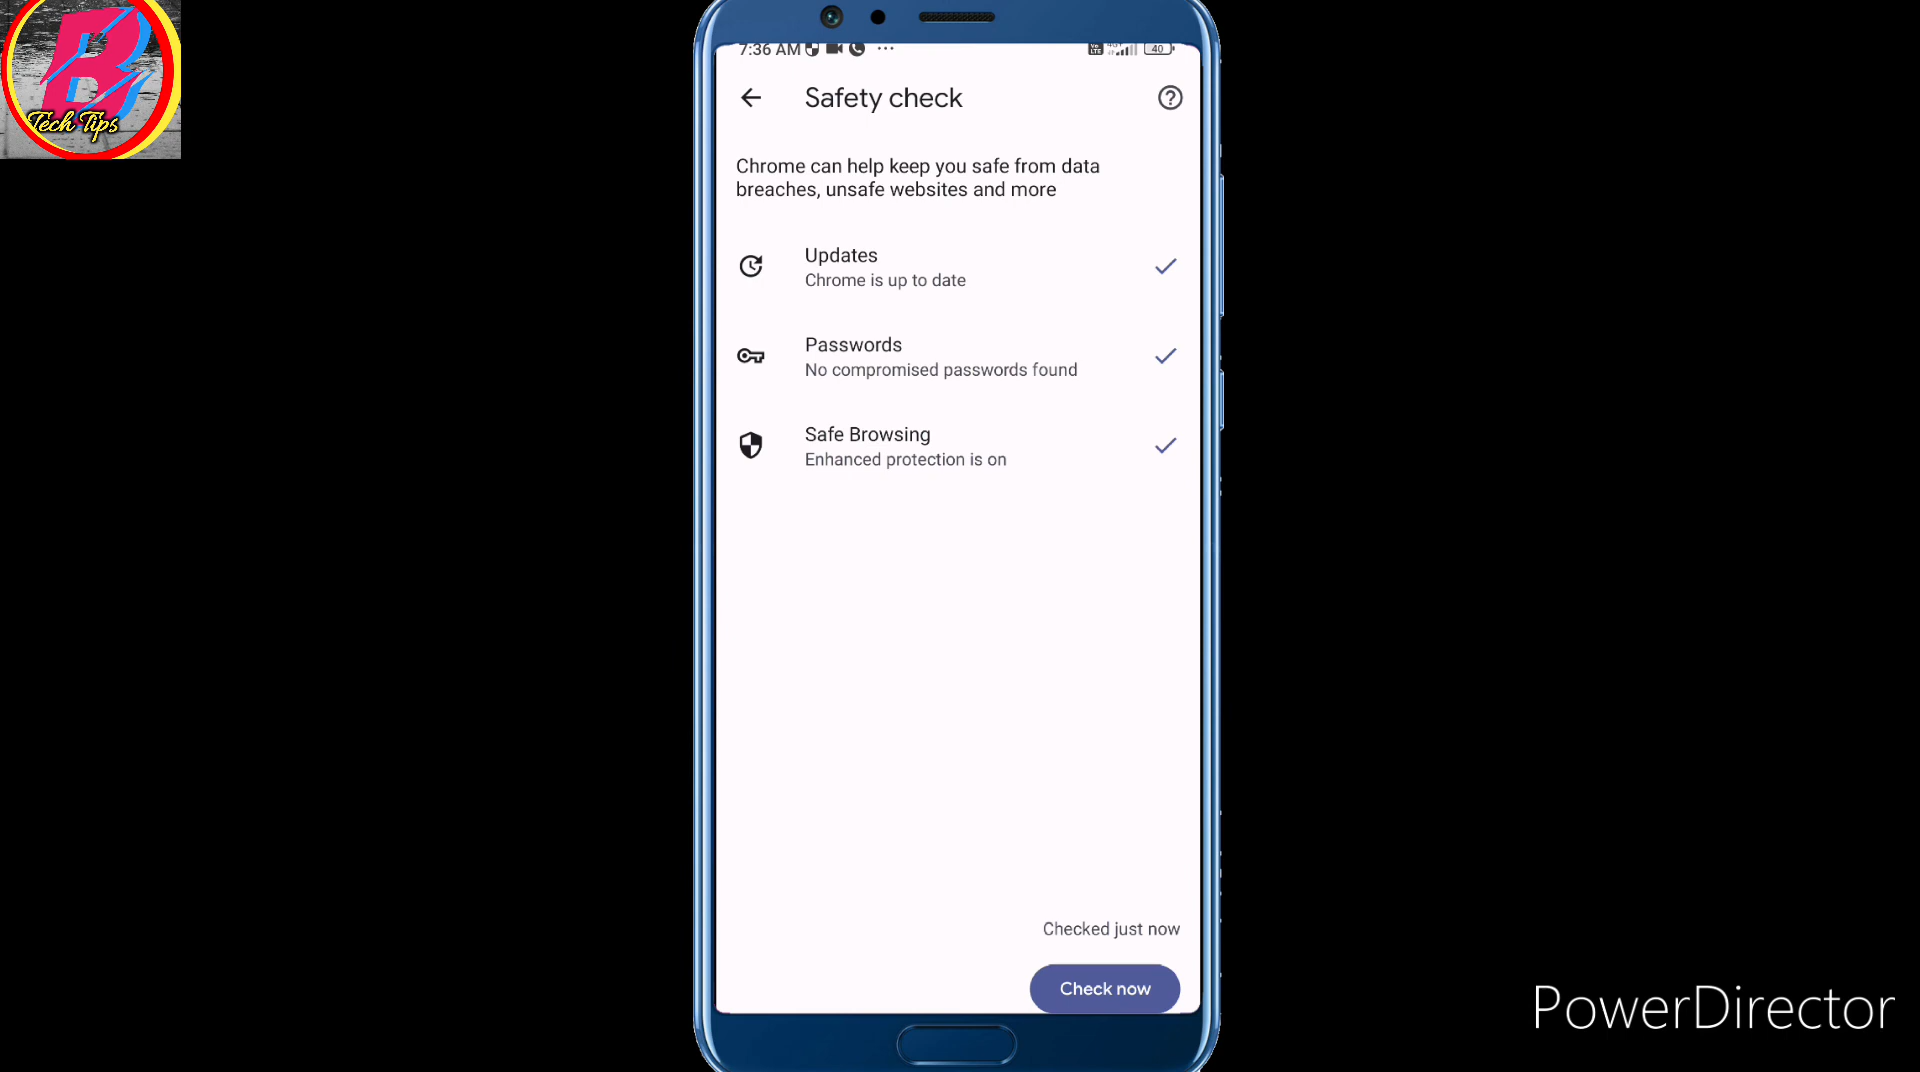 B
Tech Tips
7:36 AM
40
Safety check
Chrome can help keep you safe from data
breaches, unsafe websites and more
Updates
Chrome is up to date
Passwords
No compromised passwords found
Safe Browsing
Enhanced protection is on
Checked just now
Check now
PowerDirector